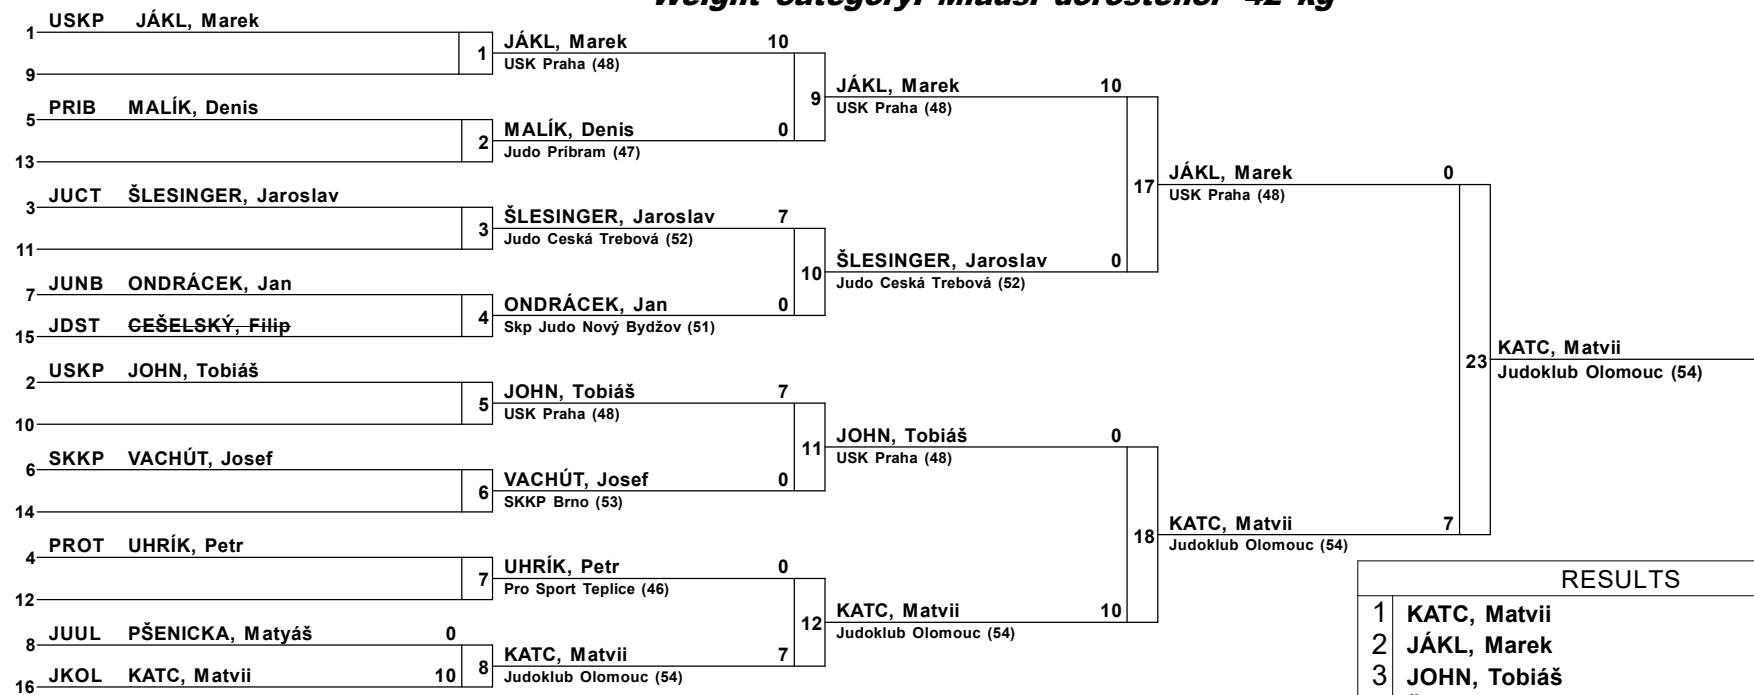 Weight category: Mladší dorostenci -42 kg
1 USKP JÁKL, Marek
9
1
5 PRIB MALÍK, Denis
13
2
3 JUCT ŠLESINGER, Jaroslav
11
3
7 JUNB ONDRÁCEK, Jan
15 JDST CEŠELSKÝ, Filip
4
2 USKP JOHN, Tobiáš
10
5
6 SKKP VACHÚT, Josef
14
6
4 PROT UHRÍK, Petr
12
7
8 JUUL PŠENICKA, Matyáš 0
16 JKOL KATC, Matvii 10
8
JÁKL, Marek 10
USK Praha (48)
9
MALÍK, Denis 0
Judo Príbram (47)
ŠLESINGER, Jaroslav 7
Judo Ceská Trebová (52)
10
ONDRÁCEK, Jan 0
Skp Judo Nový Bydžov (51)
JOHN, Tobiáš 7
USK Praha (48)
11
VACHÚT, Josef 0
SKKP Brno (53)
UHRÍK, Petr 0
Pro Sport Teplice (46)
12
KATC, Matvii 7
Judoklub Olomouc (54)
JÁKL, Marek 10
USK Praha (48)
17
ŠLESINGER, Jaroslav 0
Judo Ceská Trebová (52)
JOHN, Tobiáš 0
USK Praha (48)
18
KATC, Matvii 10
Judoklub Olomouc (54)
JÁKL, Marek 0
USK Praha (48)
23
KATC, Matvii 7
Judoklub Olomouc (54)
KATC, Matvii
Judoklub Olomouc (54)
RESULTS
1 KATC, Matvii
2 JÁKL, Marek
3 JOHN, Tobiáš